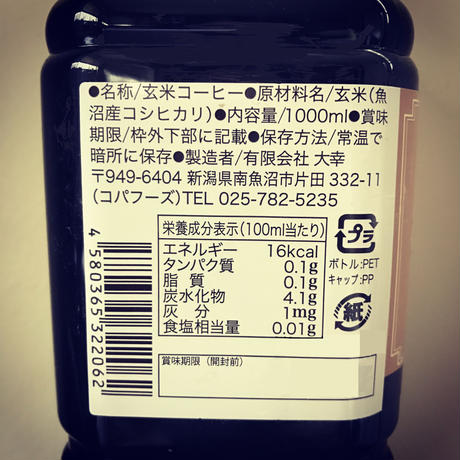 ●名称/玄米コーヒー●原材料名/玄米(魚
沼産コシヒカリ)●内容量/1000ml●賞味
期限/枠外下部に記載●保存方法/常温で
暗所に保存●製造者/有限会社 大幸
〒949-6404 新潟県南魚沼市片田 332-11
(コパフーズ)TEL 025-782-5235
栄養成分表示(100ml当たり)
エネルギー 16kcal
タンパク質 0.1g
脂 質 0.1g
炭水化物 4.1g
灰 分 1mg
食塩相当量 0.01g
賞味期限(開封前)
プラ
ボトル:PET
キャップ:PP
紙
4 580365 322062